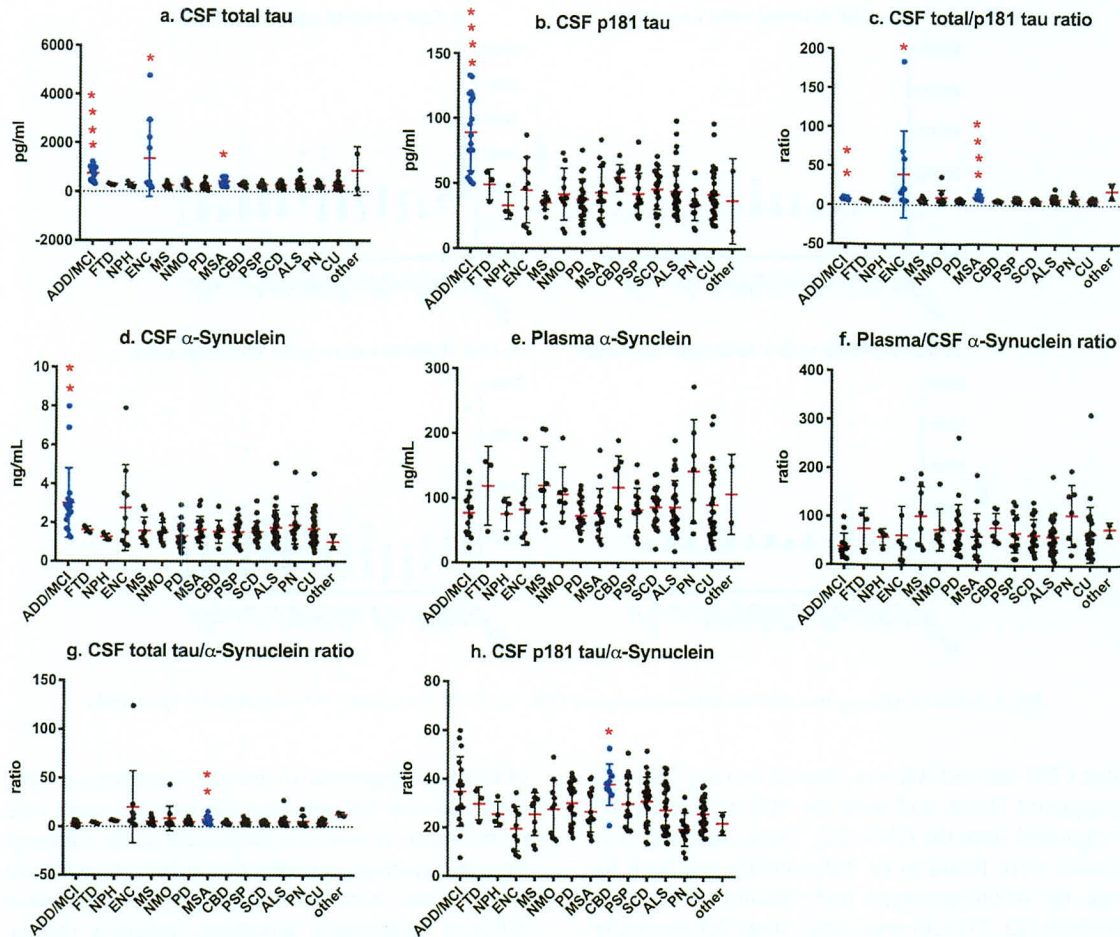 a. CSF total tau
6000
4000
2000
0
-2000
pg/ml
* * * *
*
*
ADD/MCI FTD NPH ENC MS NMO PD MSA CBD PSP SCD ALS PN CU other
b. CSF p181 tau
150
100
50
0
pg/ml
* * * *
ADD/MCI FTD NPH ENC MS NMO PD MSA CBD PSP SCD ALS PN CU other
c. CSF total/p181 tau ratio
200
150
100
50
0
-50
ratio
* *
*
* * * *
ADD/MCI FTD NPH ENC MS NMO PD MSA CBD PSP SCD ALS PN CU other
d. CSF α-Synuclein
10
8
6
4
2
0
ng/mL
* *
ADD/MCI FTD NPH ENC MS NMO PD MSA CBD PSP SCD ALS PN CU other
e. Plasma α-Synclein
300
200
100
0
ng/mL
ADD/MCI FTD NPH ENC MS NMO PD MSA CBD PSP SCD ALS PN CU other
f. Plasma/CSF α-Synuclein ratio
400
300
200
100
0
ratio
ADD/MCI FTD NPH ENC MS NMO PD MSA CBD PSP SCD ALS PN CU other
g. CSF total tau/α-Synuclein ratio
150
100
50
0
-50
ratio
* *
ADD/MCI FTD NPH ENC MS NMO PD MSA CBD PSP SCD ALS PN CU other
h. CSF p181 tau/α-Synuclein
80
60
40
20
0
ratio
*
ADD/MCI FTD NPH ENC MS NMO PD MSA CBD PSP SCD ALS PN CU other